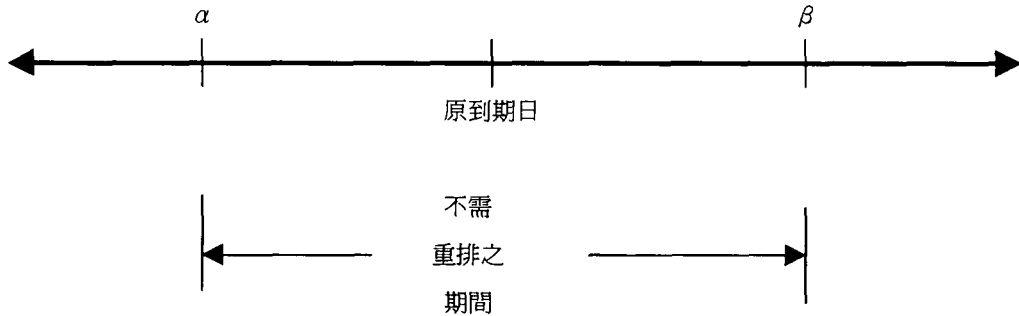 α
β
原到期日
不需
重排之
期間